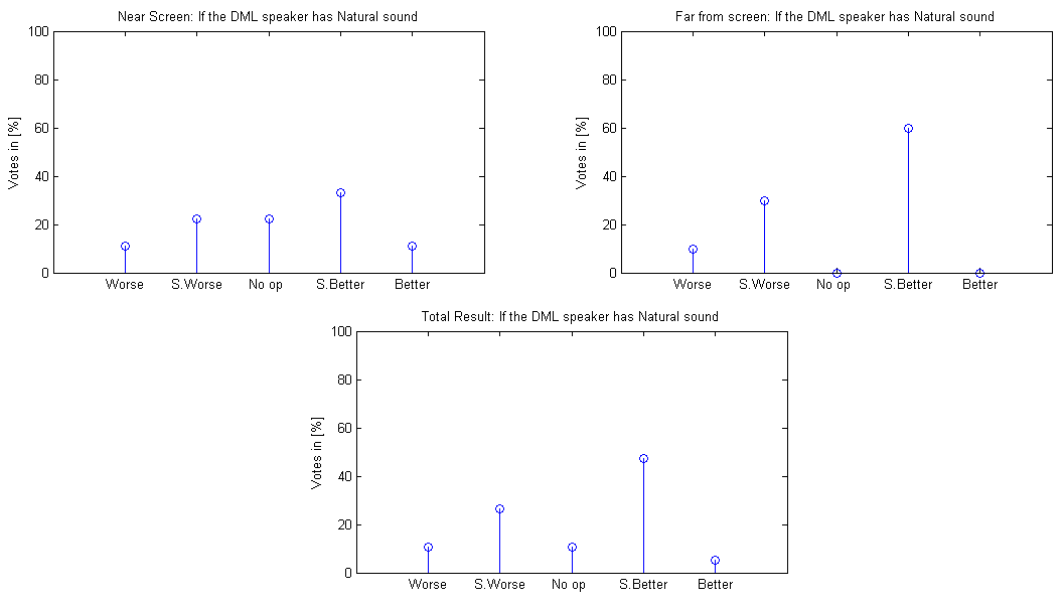 Near Screen: If the DML speaker has Natural sound
100
80
60
40
20
0
Votes in [%]
Worse S.Worse No op S.Better Better
Far from screen: If the DML speaker has Natural sound
100
80
60
40
20
0
Votes in [%]
Worse S.Worse No op S.Better Better
Total Result: If the DML speaker has Natural sound
100
80
60
40
20
0
Votes in [%]
Worse S.Worse No op S.Better Better